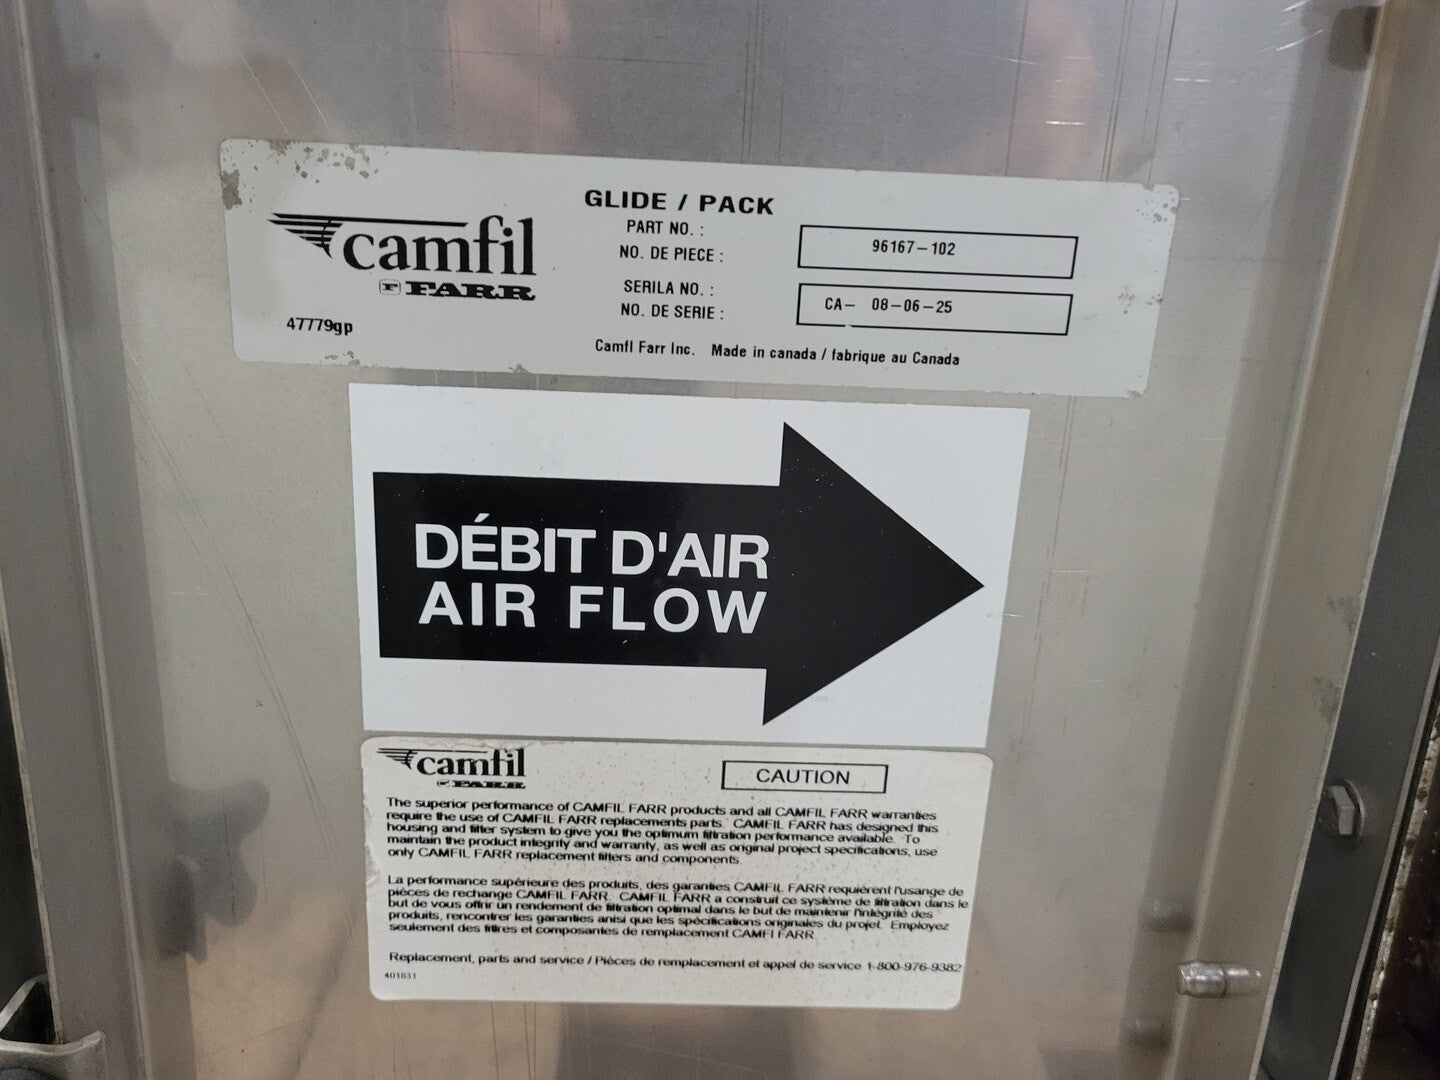 camfil
FARR
47779gp
GLIDE / PACK
PART NO. :
NO. DE PIECE :
96167-102
SERILA NO. :
NO. DE SERIE :
CA- 08-06-25
Camfl Farr Inc. Made in canada / fabrique au Canada
DÉBIT D'AIR
AIR FLOW
camfil
FARR
CAUTION
The superior performance of CAMFIL FARR products and all CAMFIL FARR warranties
require the use of CAMFIL FARR replacements parts. CAMFIL FARR has designed this
housing and filter system to give you the optimum filtration performance available. To
maintain the product integrity and warranty, as well as original project specifications, use
only CAMFIL FARR replacement filters and components.
La performance supérieure des produits, des garanties CAMFIL FARR requièrent l'usange de
pièces de rechange CAMFIL FARR. CAMFIL FARR a construit ce système de filtration dans le
but de vous offrir un rendement de filtration optimal dans le but de maintenir l'intégrité des
produits, rencontrer les garanties anisi que les spécifications originales du projet. Employez
seulement des filtres et composantes de remplacement CAMFI FARR.
Replacement, parts and service / Pièces de remplacement et appel de service 1-800-976-9382
401831